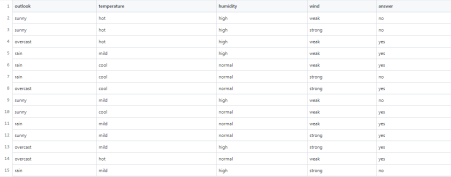 1 outlook temperature humidity wind answer
2 sunny hot high weak no
3 sunny hot high strong no
4 overcast hot high weak yes
5 rain mild high weak yes
6 rain cool normal weak yes
7 rain cool normal strong no
8 overcast cool normal strong yes
9 sunny mild high weak no
10 sunny cool normal weak yes
11 rain mild normal weak yes
12 sunny mild normal strong yes
13 overcast mild high strong yes
14 overcast hot normal weak yes
15 rain mild high strong no